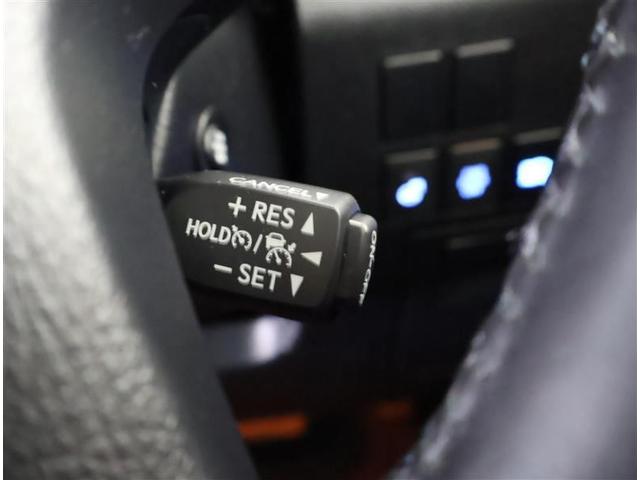 CANCEL▼
+ RES ▲
HOLD / ◀
− SET ▼
ON-OFF